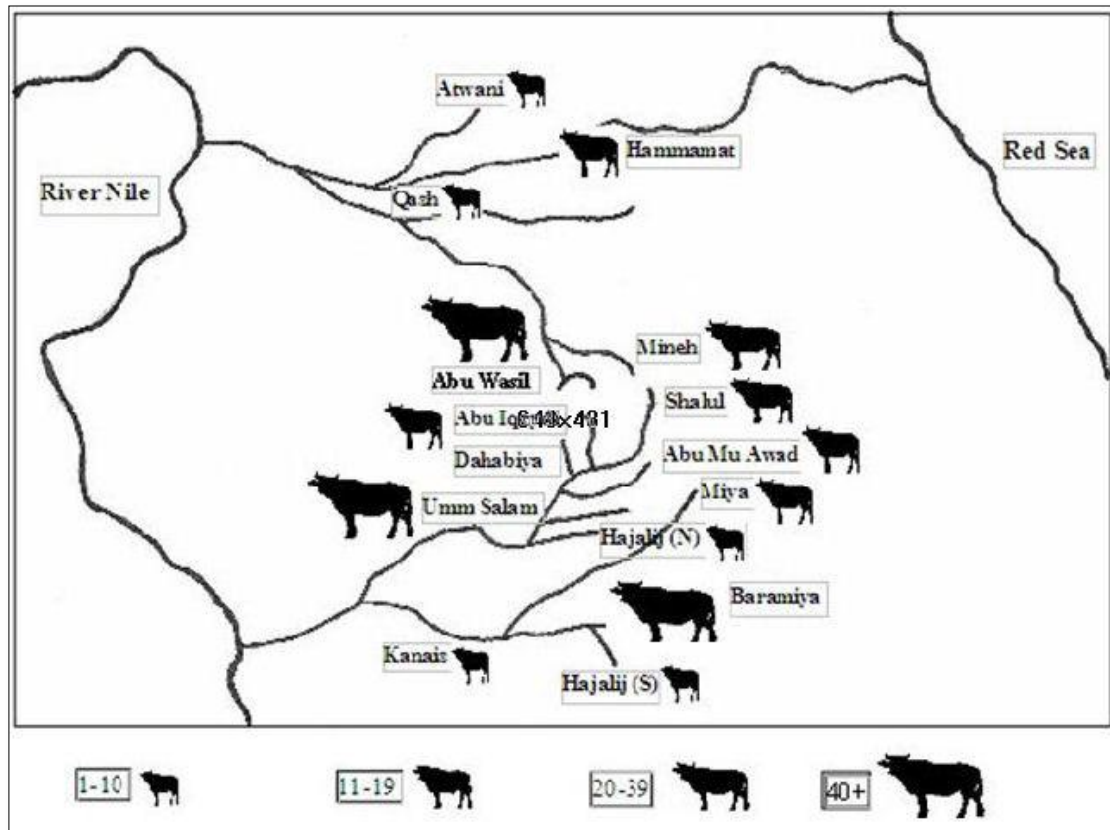 Atwani
Hammamat
Red Sea
River Nile
Qash
Mineh
Abu Wasil
Shalul
Abu
Dahabiya
Abu Mu Awad
Miya
Umm Salam
Hajalij (N)
Baramiya
Kanais
Hajalij (S)
1-10
11-19
20-39
40+